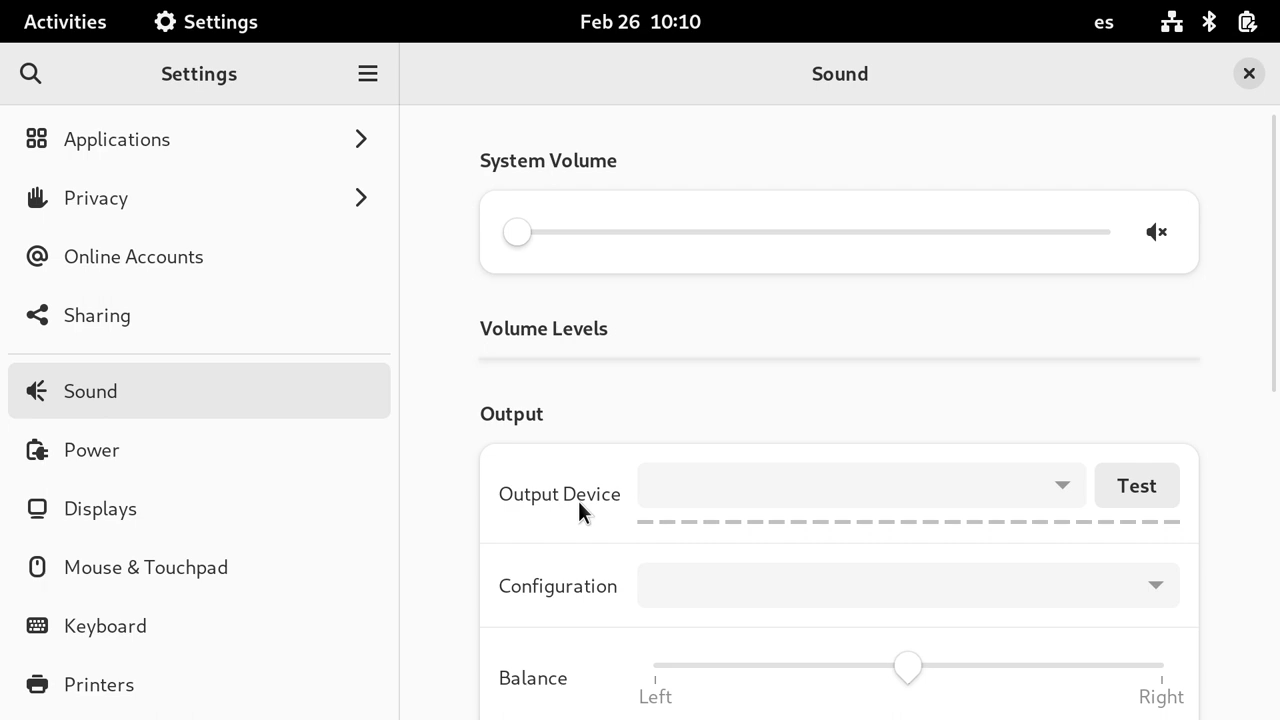 Activities Settings Feb 26 10:10 es
Settings
Sound
Applications
Privacy
Online Accounts
Sharing
Sound
Power
Displays
Mouse & Touchpad
Keyboard
Printers
System Volume
Volume Levels
Output
Output Device
Test
Configuration
Balance
Left
Right